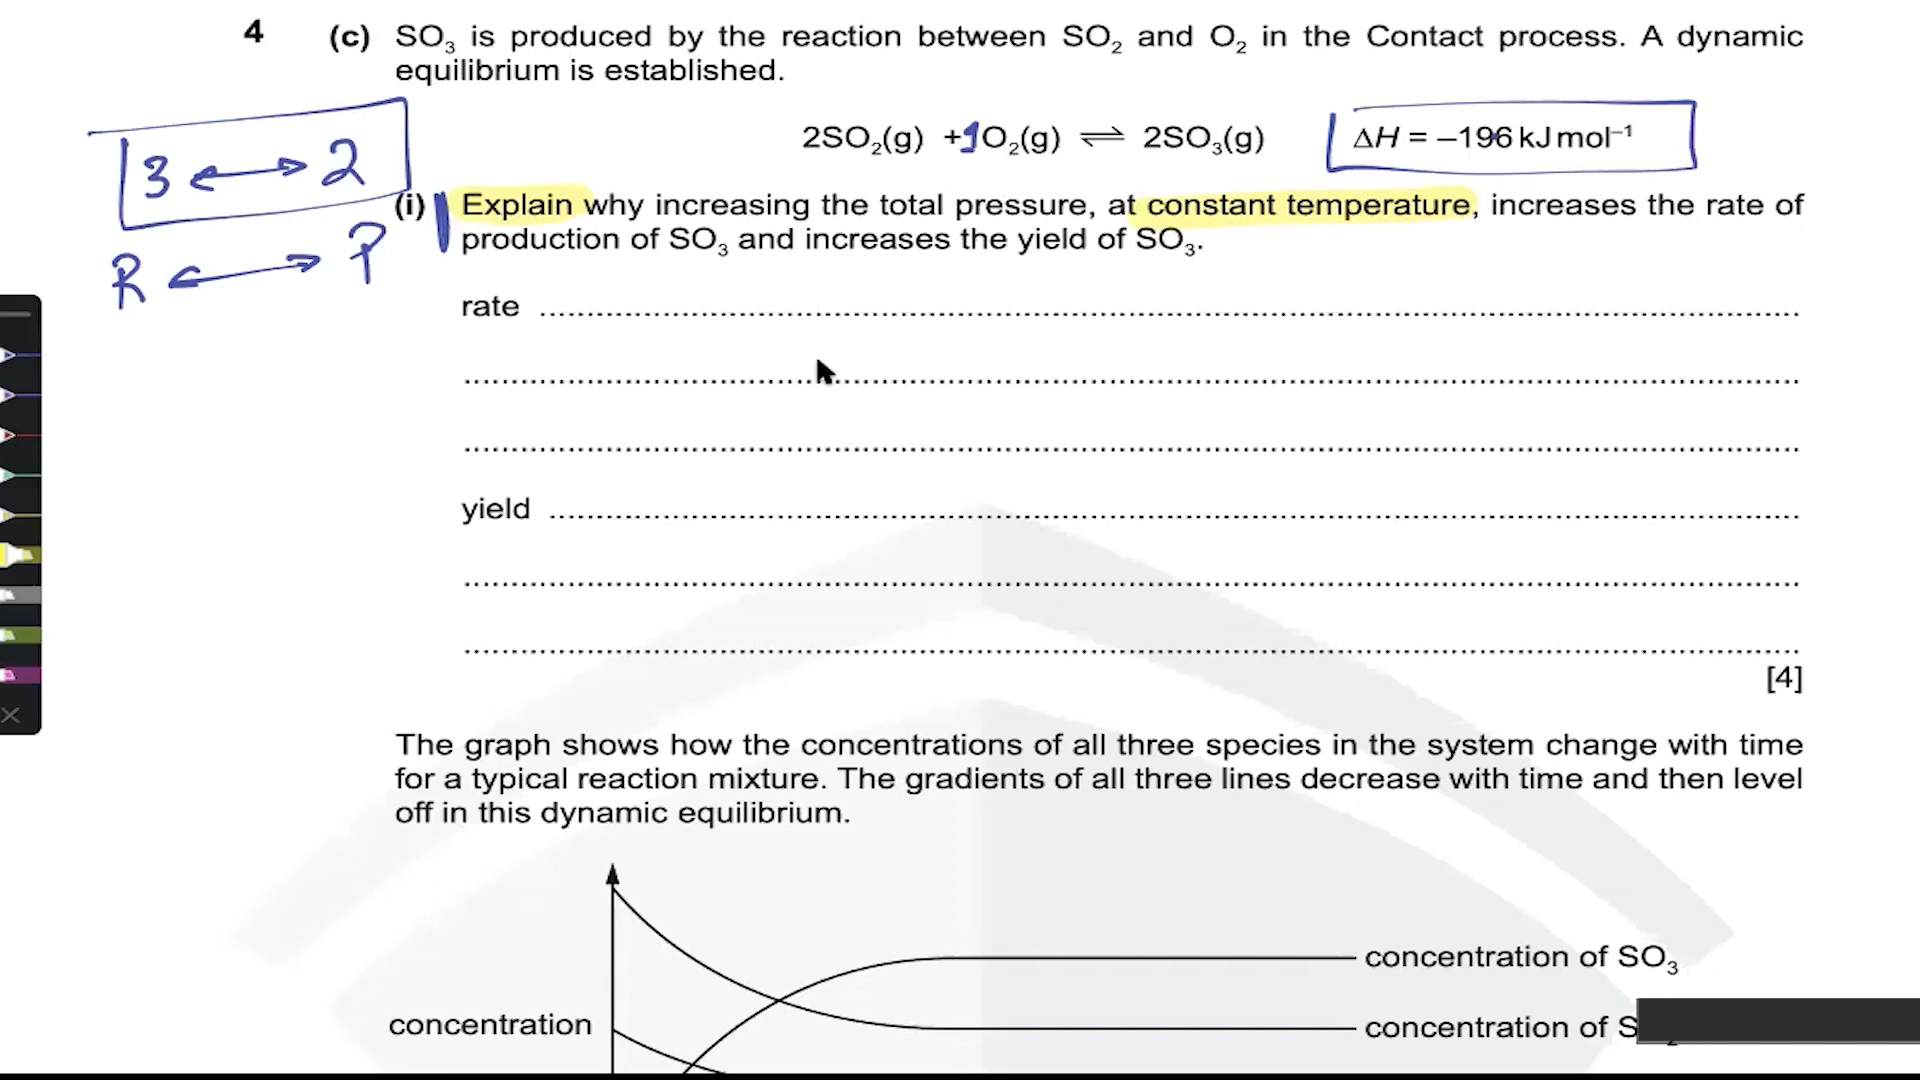 4 (c) SO₃ is produced by the reaction between SO₂ and O₂ in the Contact process. A dynamic
equilibrium is established.
3 ⟷ 2
2SO₂(g) +1O₂(g) ⇌ 2SO₃(g) ΔH = –196 kJ mol⁻¹
(i) Explain why increasing the total pressure, at constant temperature, increases the rate of
production of SO₃ and increases the yield of SO₃.
R ⟷ P
rate
yield
[4]
The graph shows how the concentrations of all three species in the system change with time
for a typical reaction mixture. The gradients of all three lines decrease with time and then level
off in this dynamic equilibrium.
concentration of SO₃
concentration
concentration of